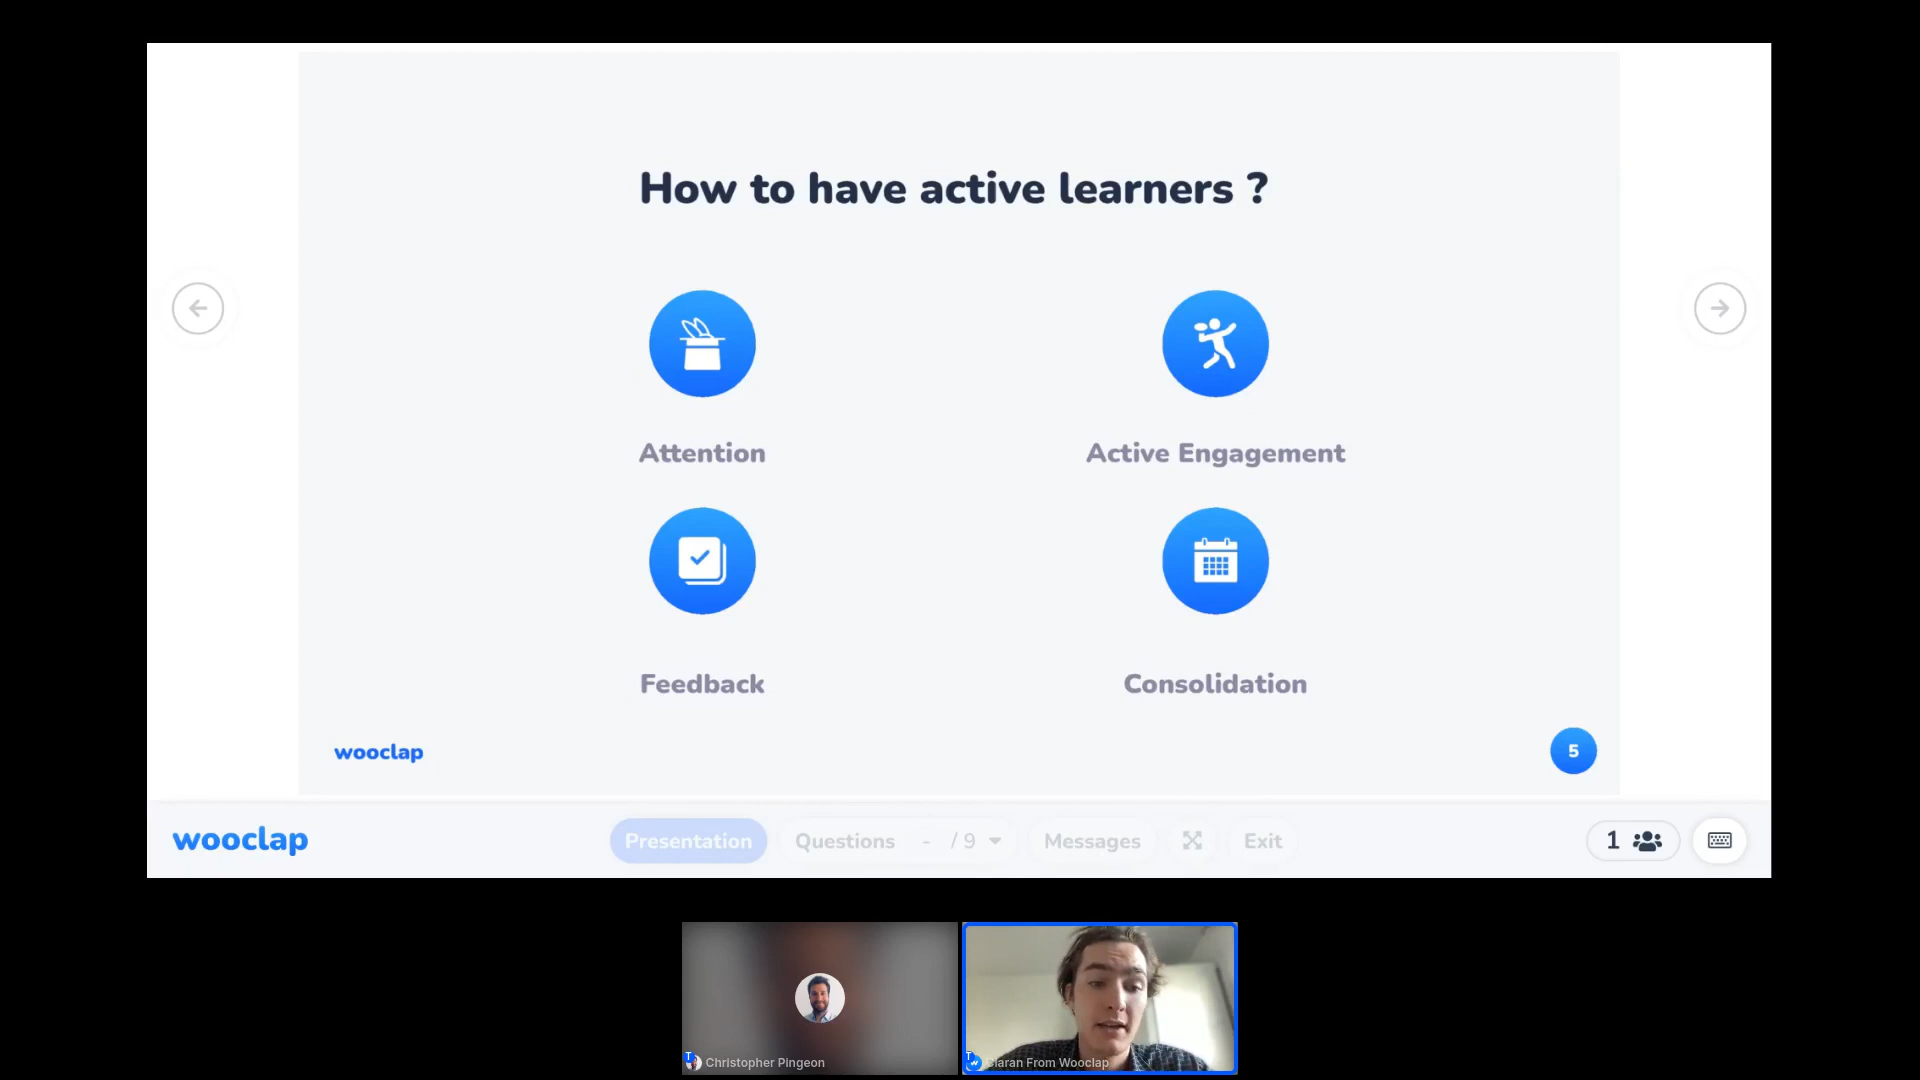 How to have active learners ?
Attention
Active Engagement
Feedback
Consolidation
wooclap
5
wooclap
Presentation
Questions - / 9
Messages
Exit
1
Christopher Pingeon
Ciaran From Wooclap